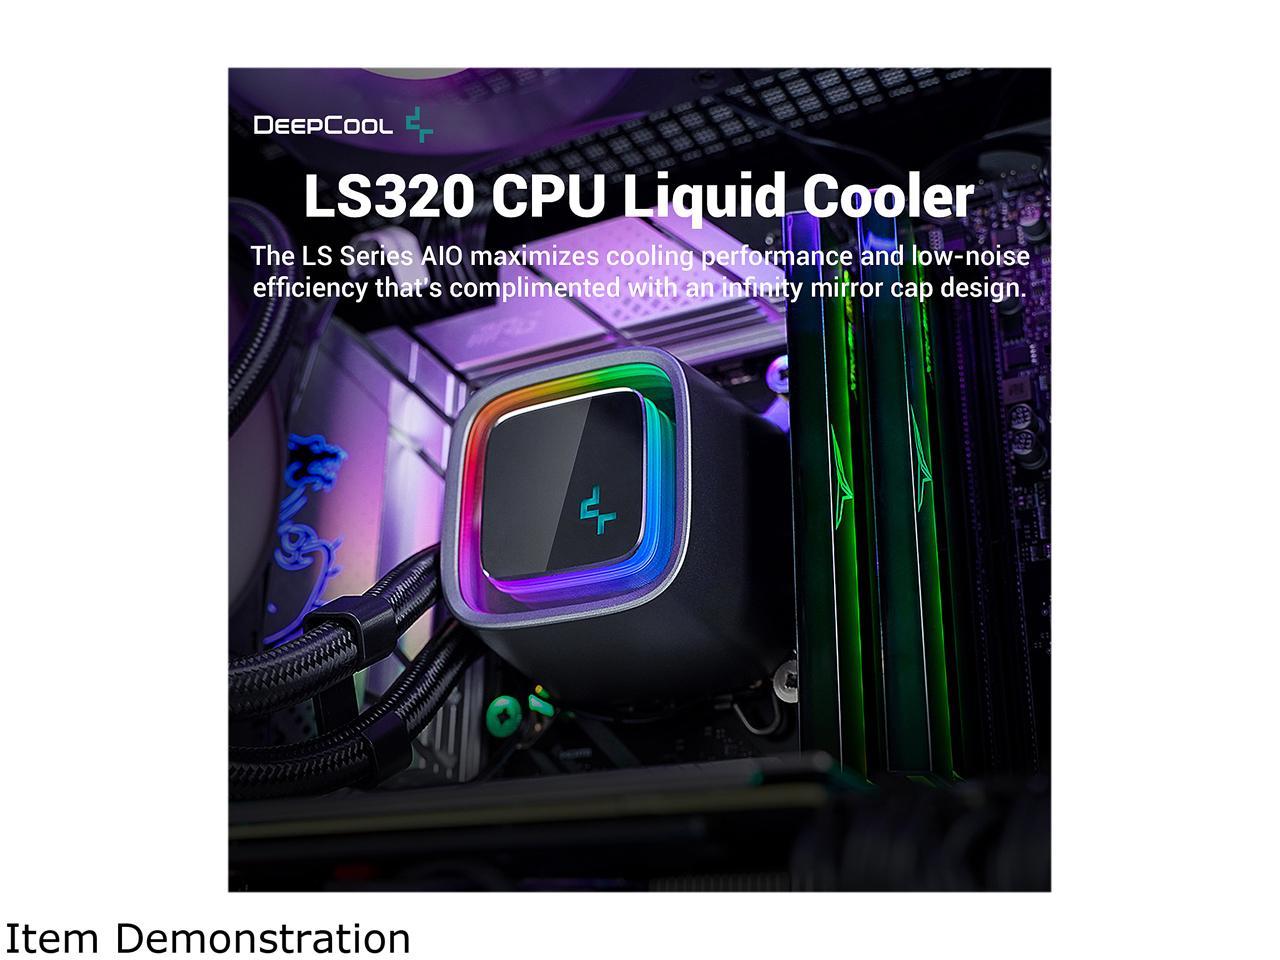 DEEPCOOL
LS320 CPU Liquid Cooler
The LS Series AIO maximizes cooling performance and low-noise
efficiency that's complimented with an infinity mirror cap design.
Item Demonstration